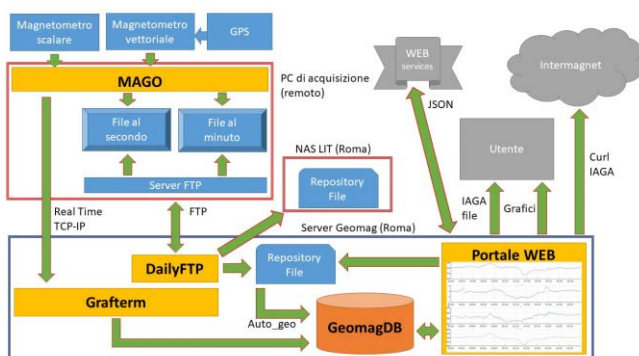 Magnetometro
scalare
Magnetometro
vettoriale
GPS
MAGO
PC di acquisizione
(remoto)
File al
secondo
File al
minuto
Server FTP
WEB
services
JSON
Intermagnet
Utente
Curl
IAGA
NAS LIT (Roma)
Repository
File
IAGA
file
Grafici
Real Time
TCP-IP
FTP
Server Geomag (Roma)
DailyFTP
Repository
File
Portale WEB
Grafterm
Auto_geo
GeomagDB